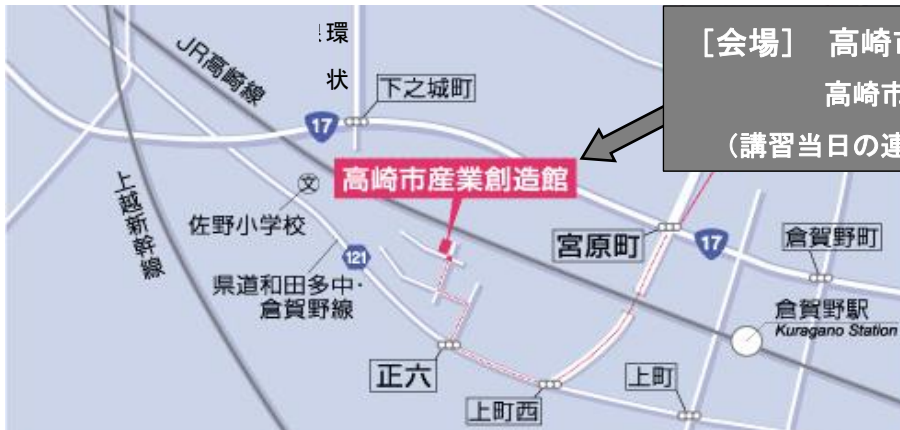 環
状
JR高崎線
下之城町
17
[会場] 高崎市
高崎市
(講習当日の連
高崎市産業創造館
文
佐野小学校
上越新幹線
121
県道和田多中・
倉賀野線
宮原町
17
倉賀野町
倉賀野駅
Kuragano Station
正六
上町西
上町